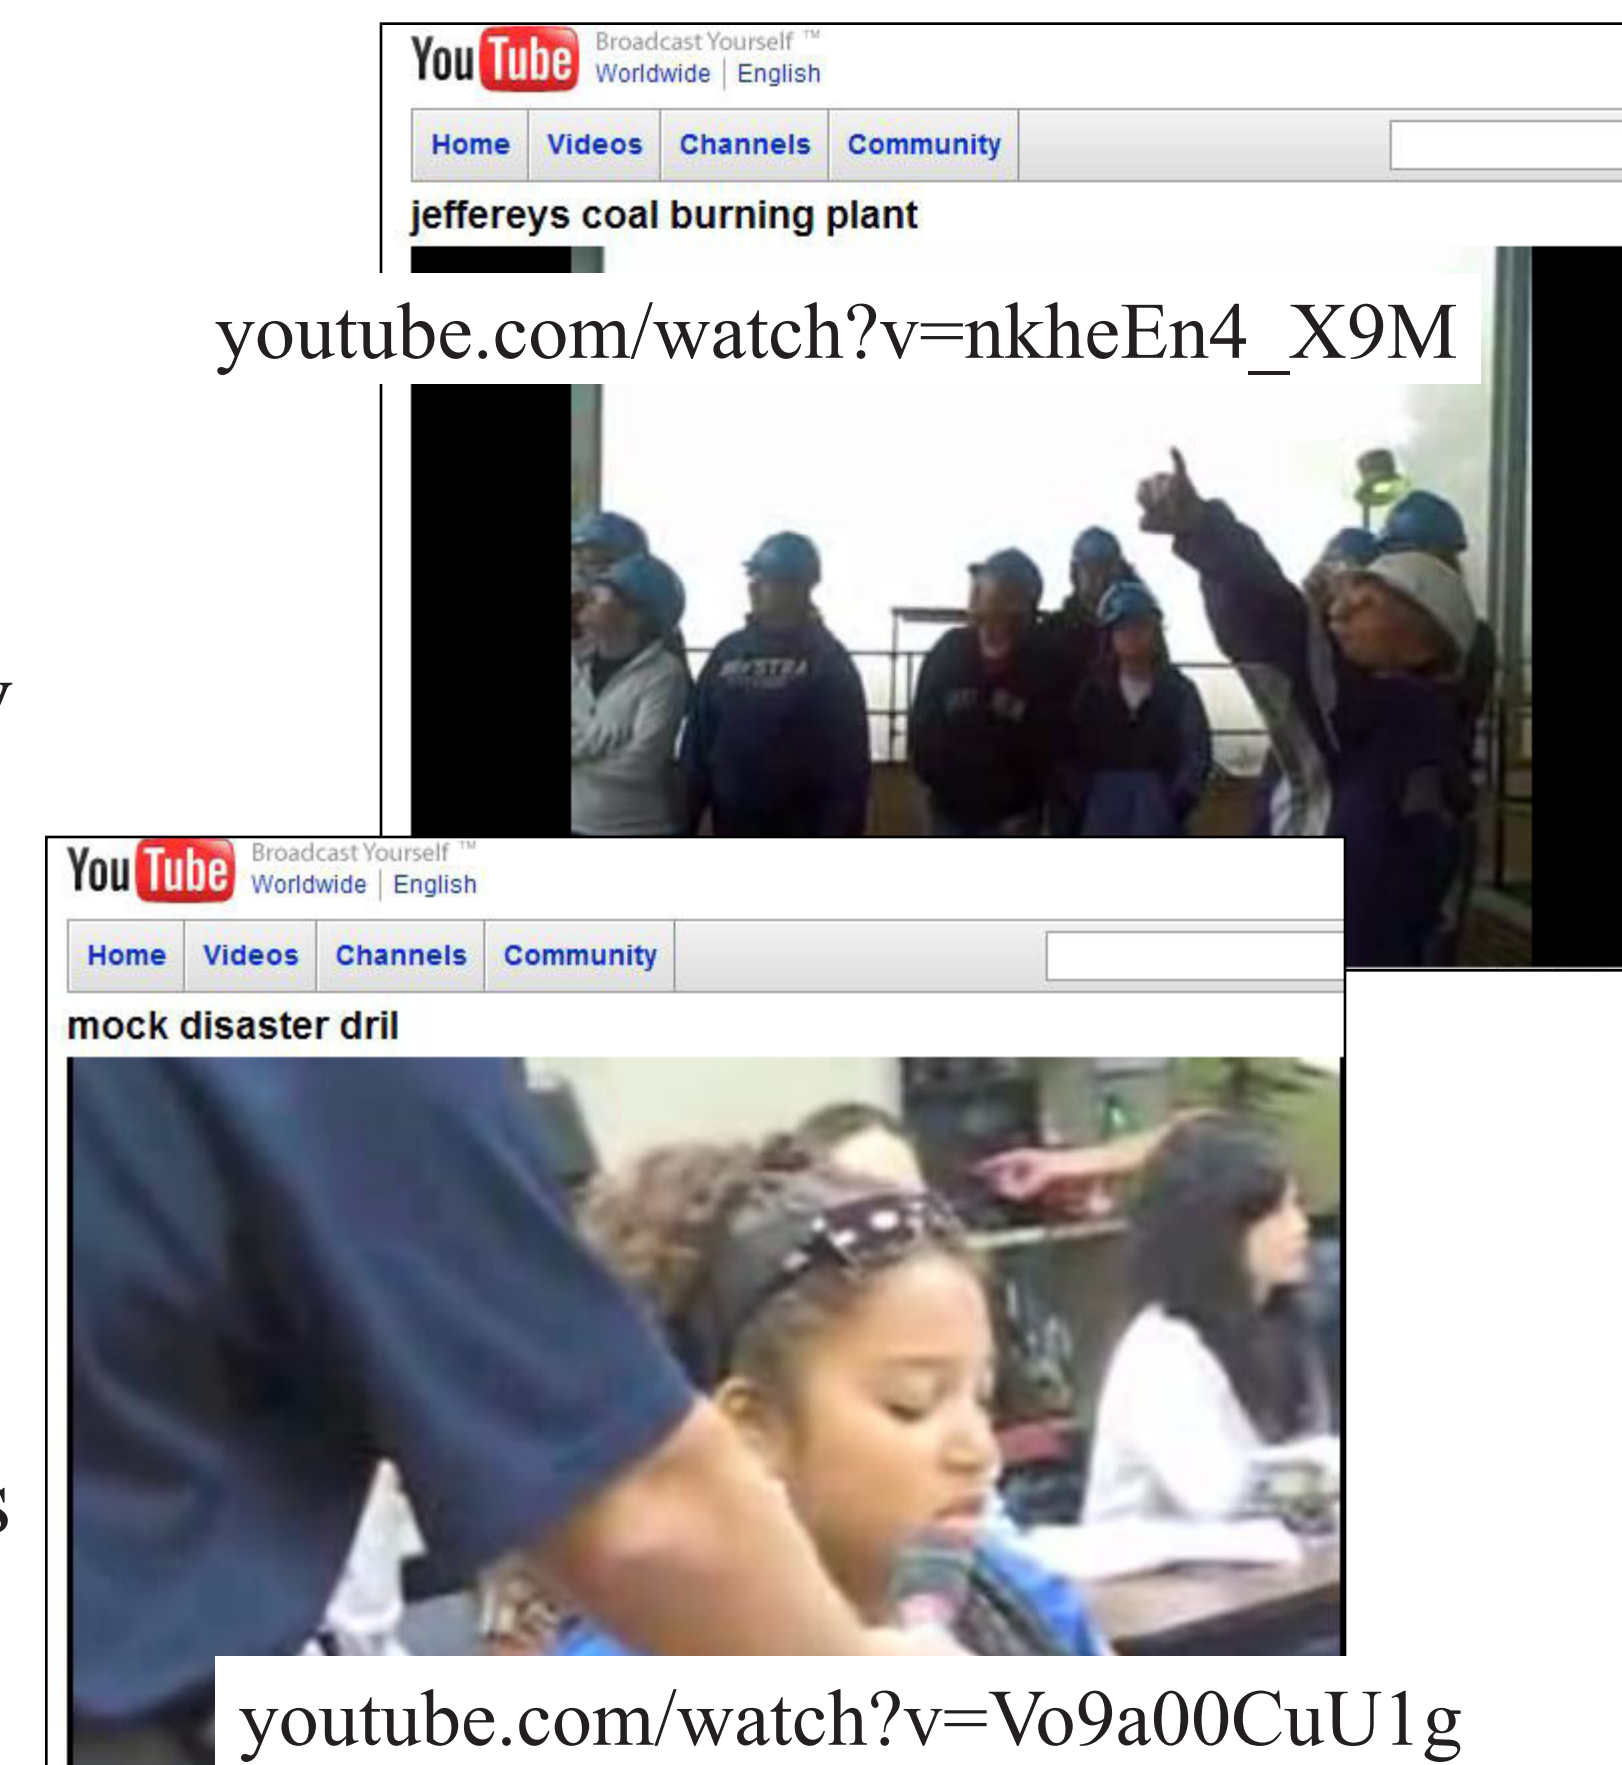 YouTube Broadcast Yourself ™
Worldwide | English
Home Videos Channels Community
jeffereys coal burning plant
youtube.com/watch?v=nkheEn4_X9M
y
YouTube Broadcast Yourself ™
Worldwide | English
Home Videos Channels Community
mock disaster dril
s
youtube.com/watch?v=Vo9a00CuU1g